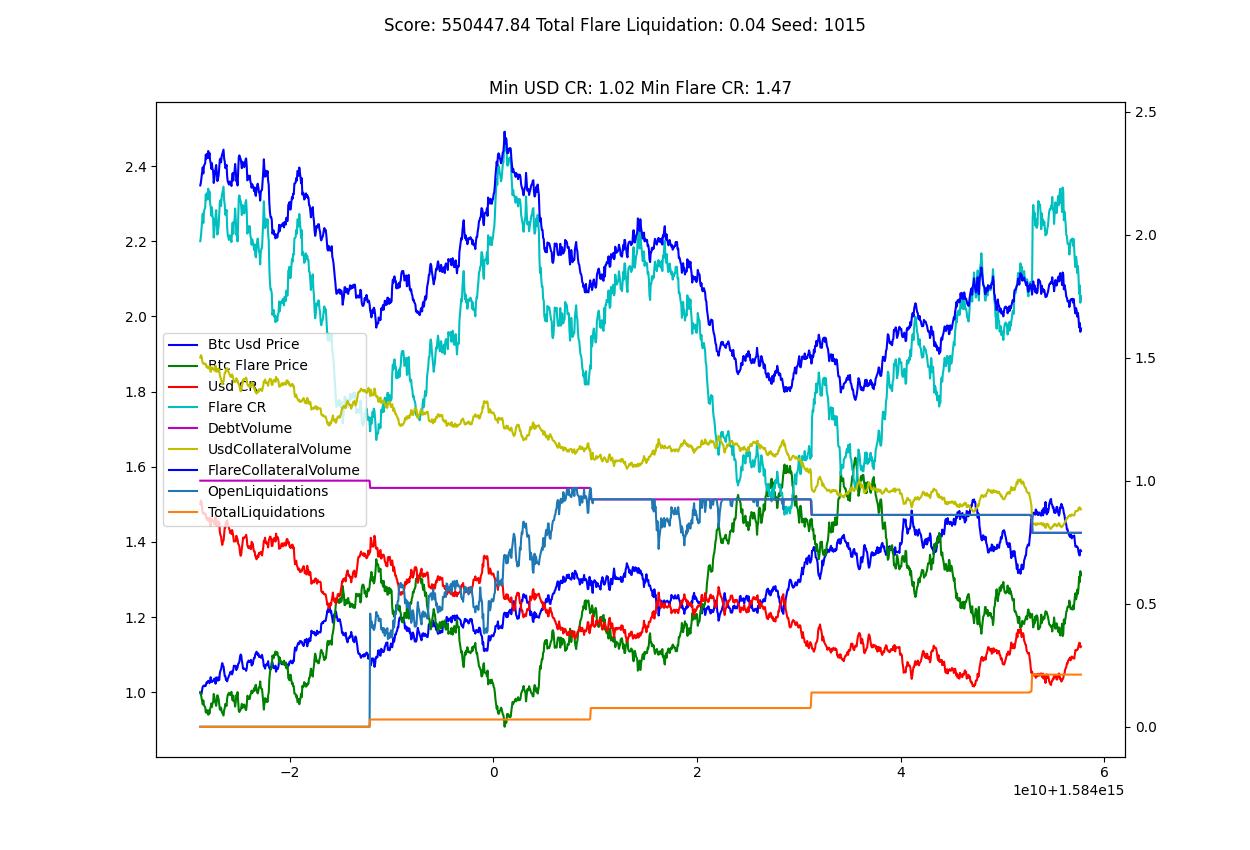 Score: 550447.84 Total Flare Liquidation: 0.04 Seed: 1015
Min USD CR: 1.02 Min Flare CR: 1.47
2.4
2.2
2.0
1.8
1.6
1.4
1.2
1.0
2.5
2.0
1.5
1.0
0.5
0.0
Btc Usd Price
Btc Flare Price
Usd CR
Flare CR
DebtVolume
UsdCollateralVolume
FlareCollateralVolume
OpenLiquidations
TotalLiquidations
−2
0
2
4
6
1e10+1.584e15